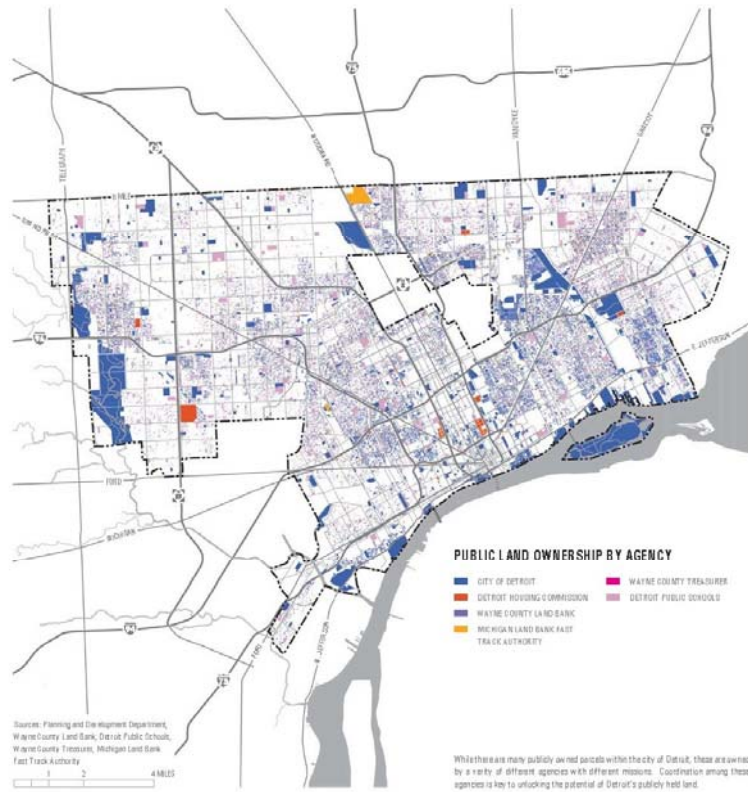 TELEGRAPH
WOODWARD
VAN DYKE
GRATIOT
8 MILE
GRAND RIVER
E. JEFFERSON
FORD
MICHIGAN
FORT
W. JEFFERSON
PUBLIC LAND OWNERSHIP BY AGENCY
CITY OF DETROIT
DETROIT HOUSING COMMISSION
WAYNE COUNTY LAND BANK
MICHIGAN LAND BANK FAST
TRACK AUTHORITY
WAYNE COUNTY TREASURER
DETROIT PUBLIC SCHOOLS
Sources: Planning and Development Department,
Wayne County Land Bank, Detroit Public Schools,
Wayne County Treasurer, Michigan Land Bank
Fast Track Authority
1 2 4 MILES
While there are many publicly owned parcels within the city of Detroit, these are owned
by a verity of different agencies with different missions. Coordination among these
agencies is key to unlocking the potential of Detroit's publicly held land.